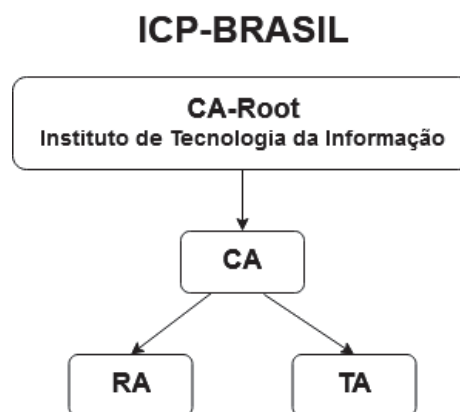 ICP-BRASIL
CA-Root
Instituto de Tecnologia da Informação
CA
RA
TA